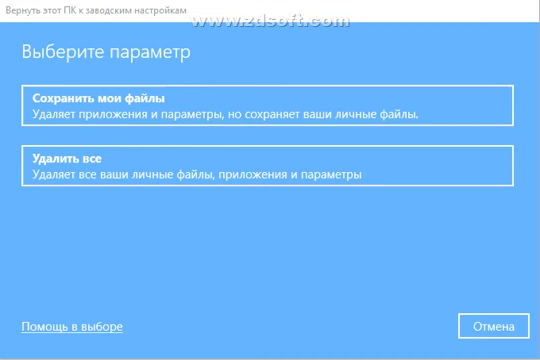 Вернуть этот ПК к заводским настройкам
www.zdsoft.com
Выберите параметр
Сохранить мои файлы
Удаляет приложения и параметры, но сохраняет ваши личные файлы.
Удалить все
Удаляет все ваши личные файлы, приложения и параметры
Помощь в выборе
Отмена